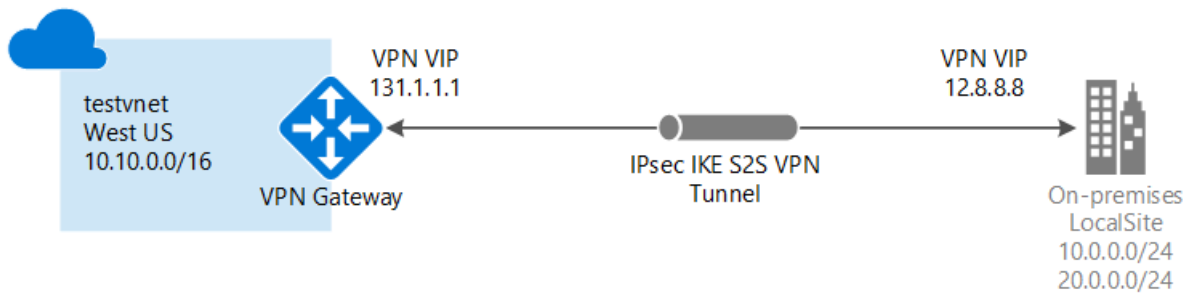 testvnet
West US
10.10.0.0/16
VPN VIP
131.1.1.1
VPN Gateway
IPsec IKE S2S VPN
Tunnel
VPN VIP
12.8.8.8
On-premises
LocalSite
10.0.0.0/24
20.0.0.0/24